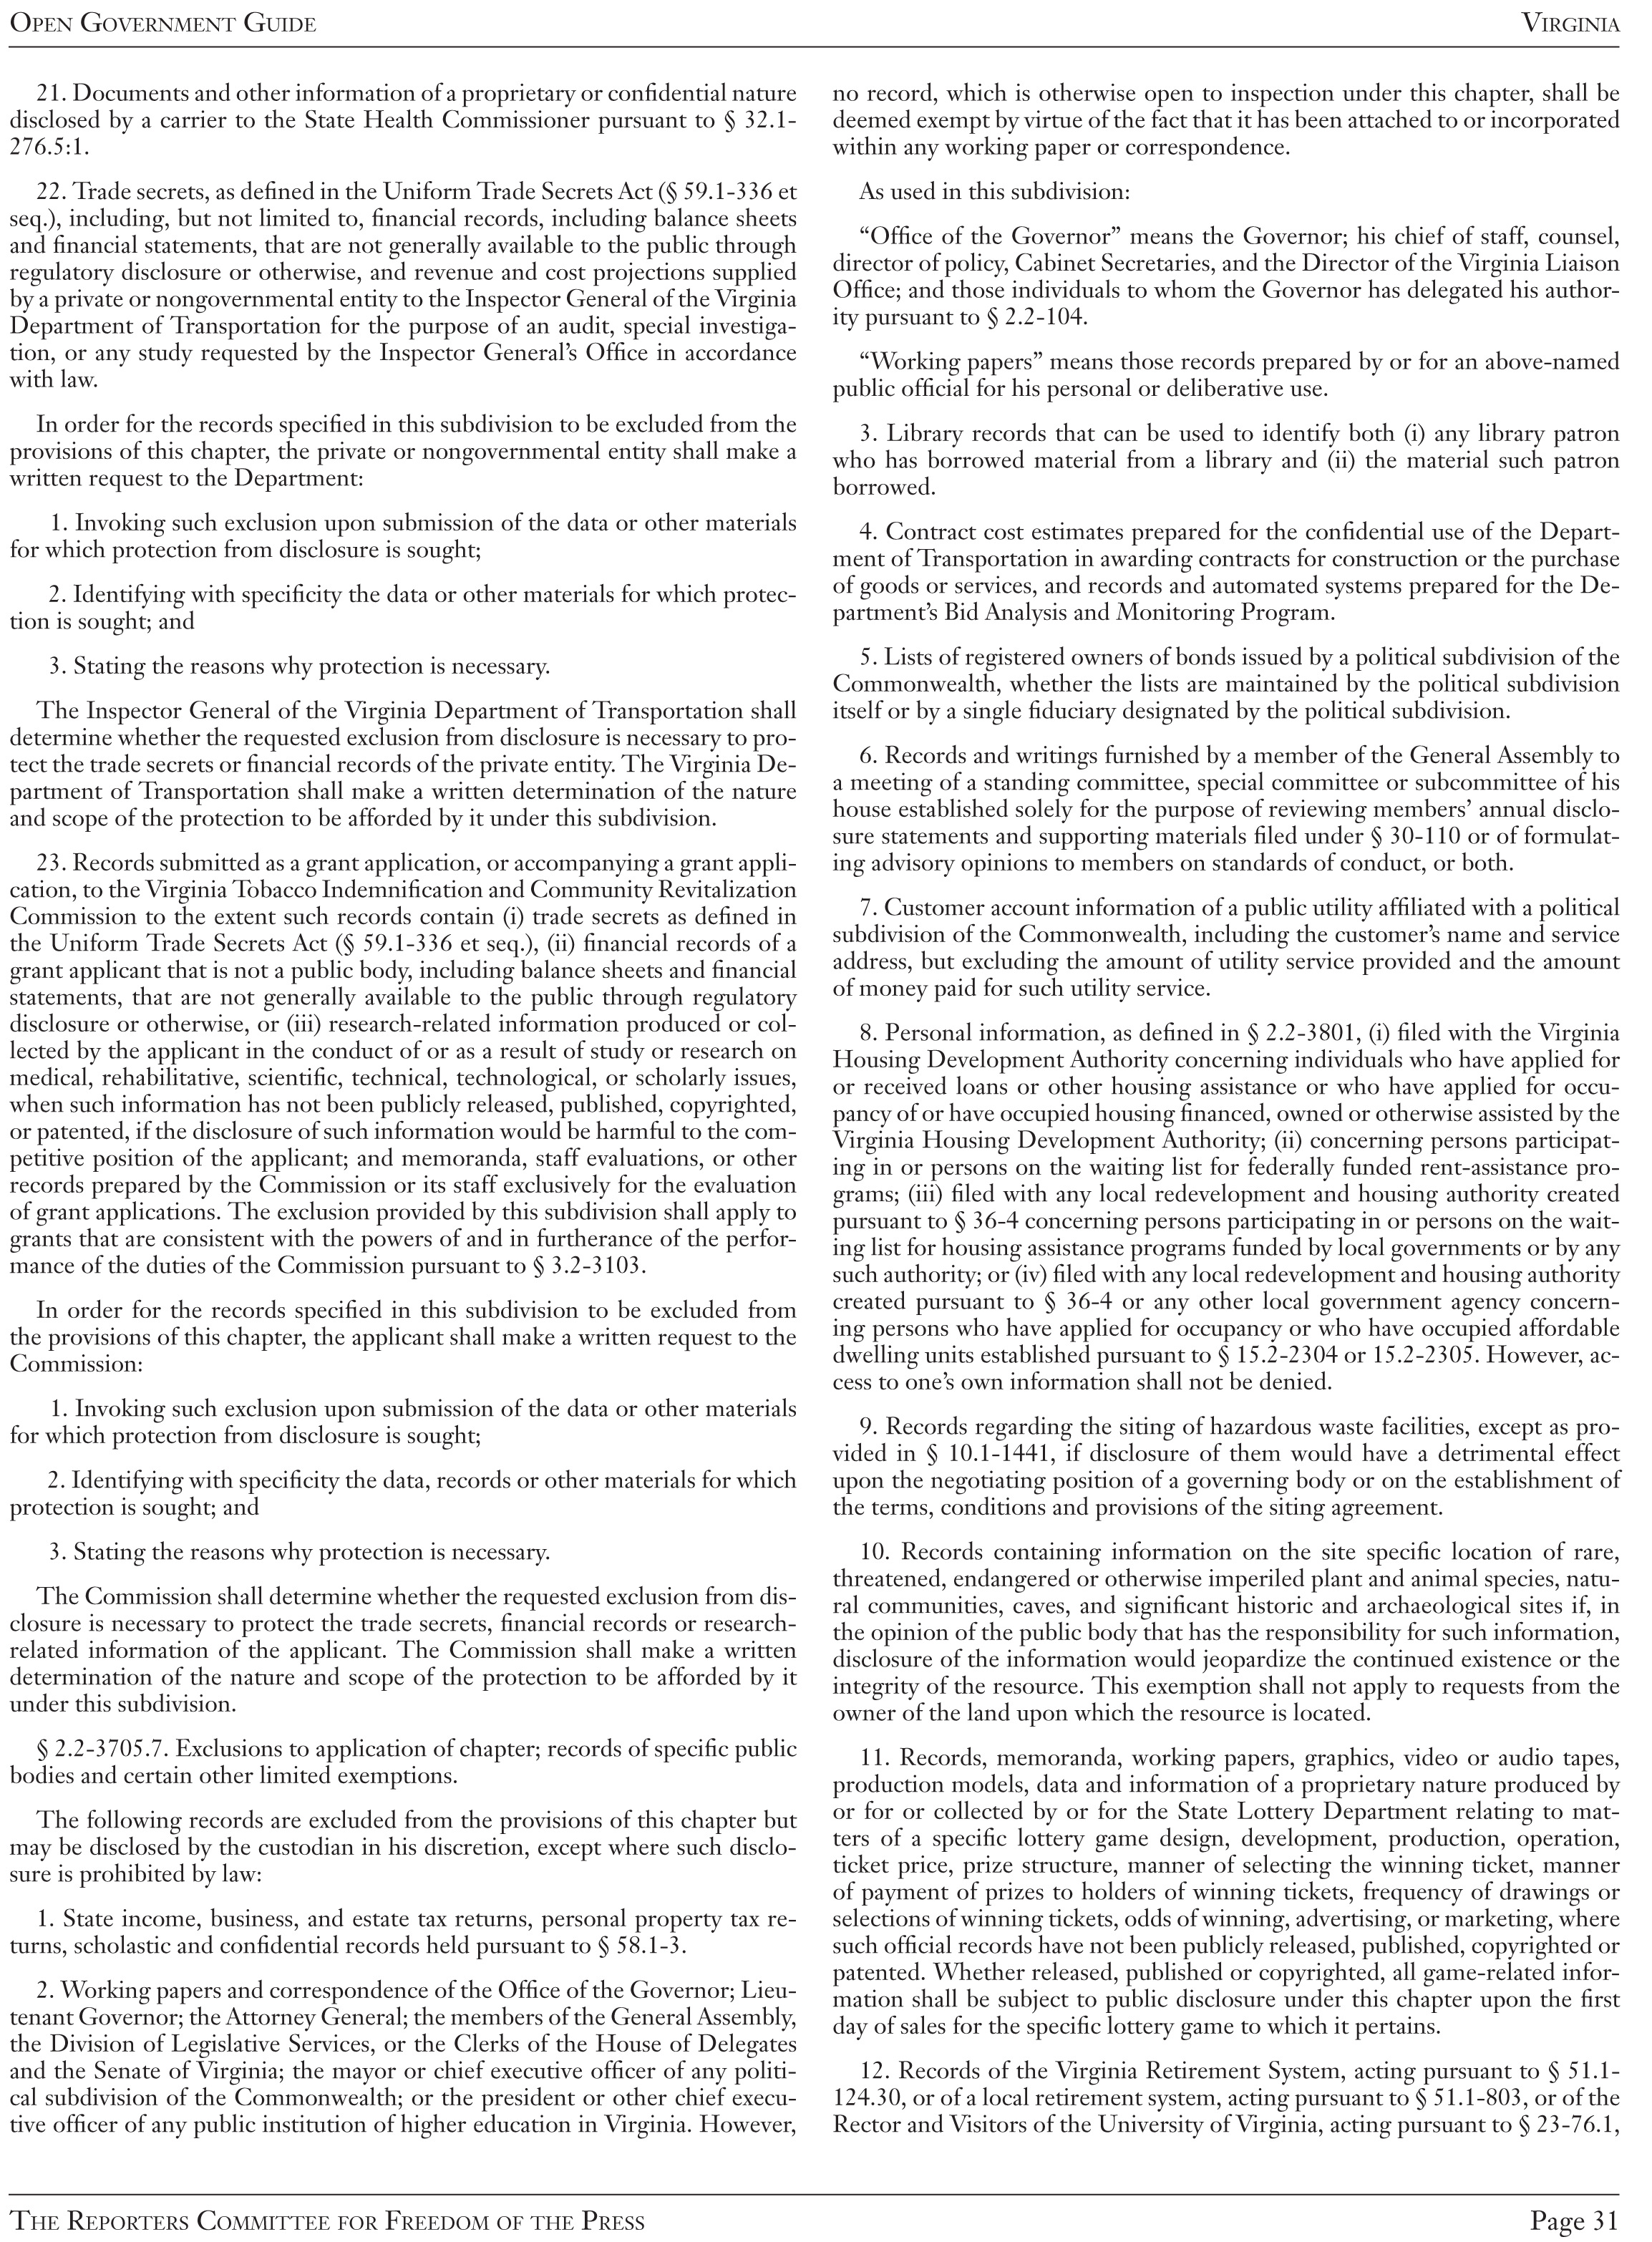 OPEN GOVERNMENT GUIDE
VIRGINIA
21. Documents and other information of a proprietary or confidential nature
disclosed by a carrier to the State Health Commissioner pursuant to § 32.1-
276.5:1.
22. Trade secrets, as defined in the Uniform Trade Secrets Act (§ 59.1-336 et
seq.), including, but not limited to, financial records, including balance sheets
and financial statements, that are not generally available to the public through
regulatory disclosure or otherwise, and revenue and cost projections supplied
by a private or nongovernmental entity to the Inspector General of the Virginia
Department of Transportation for the purpose of an audit, special investiga-
tion, or any study requested by the Inspector General’s Office in accordance
with law.
In order for the records specified in this subdivision to be excluded from the
provisions of this chapter, the private or nongovernmental entity shall make a
written request to the Department:
1. Invoking such exclusion upon submission of the data or other materials
for which protection from disclosure is sought;
2. Identifying with specificity the data or other materials for which protec-
tion is sought; and
3. Stating the reasons why protection is necessary.
The Inspector General of the Virginia Department of Transportation shall
determine whether the requested exclusion from disclosure is necessary to pro-
tect the trade secrets or financial records of the private entity. The Virginia De-
partment of Transportation shall make a written determination of the nature
and scope of the protection to be afforded by it under this subdivision.
23. Records submitted as a grant application, or accompanying a grant appli-
cation, to the Virginia Tobacco Indemnification and Community Revitalization
Commission to the extent such records contain (i) trade secrets as defined in
the Uniform Trade Secrets Act (§ 59.1-336 et seq.), (ii) financial records of a
grant applicant that is not a public body, including balance sheets and financial
statements, that are not generally available to the public through regulatory
disclosure or otherwise, or (iii) research-related information produced or col-
lected by the applicant in the conduct of or as a result of study or research on
medical, rehabilitative, scientific, technical, technological, or scholarly issues,
when such information has not been publicly released, published, copyrighted,
or patented, if the disclosure of such information would be harmful to the com-
petitive position of the applicant; and memoranda, staff evaluations, or other
records prepared by the Commission or its staff exclusively for the evaluation
of grant applications. The exclusion provided by this subdivision shall apply to
grants that are consistent with the powers of and in furtherance of the perfor-
mance of the duties of the Commission pursuant to § 3.2-3103.
In order for the records specified in this subdivision to be excluded from
the provisions of this chapter, the applicant shall make a written request to the
Commission:
1. Invoking such exclusion upon submission of the data or other materials
for which protection from disclosure is sought;
2. Identifying with specificity the data, records or other materials for which
protection is sought; and
3. Stating the reasons why protection is necessary.
The Commission shall determine whether the requested exclusion from dis-
closure is necessary to protect the trade secrets, financial records or research-
related information of the applicant. The Commission shall make a written
determination of the nature and scope of the protection to be afforded by it
under this subdivision.
§ 2.2-3705.7. Exclusions to application of chapter; records of specific public
bodies and certain other limited exemptions.
The following records are excluded from the provisions of this chapter but
may be disclosed by the custodian in his discretion, except where such disclo-
sure is prohibited by law:
1. State income, business, and estate tax returns, personal property tax re-
turns, scholastic and confidential records held pursuant to § 58.1-3.
2. Working papers and correspondence of the Office of the Governor; Lieu-
tenant Governor; the Attorney General; the members of the General Assembly,
the Division of Legislative Services, or the Clerks of the House of Delegates
and the Senate of Virginia; the mayor or chief executive officer of any politi-
cal subdivision of the Commonwealth; or the president or other chief execu-
tive officer of any public institution of higher education in Virginia. However,
no record, which is otherwise open to inspection under this chapter, shall be
deemed exempt by virtue of the fact that it has been attached to or incorporated
within any working paper or correspondence.
As used in this subdivision:
“Office of the Governor” means the Governor; his chief of staff, counsel,
director of policy, Cabinet Secretaries, and the Director of the Virginia Liaison
Office; and those individuals to whom the Governor has delegated his author-
ity pursuant to § 2.2-104.
“Working papers” means those records prepared by or for an above-named
public official for his personal or deliberative use.
3. Library records that can be used to identify both (i) any library patron
who has borrowed material from a library and (ii) the material such patron
borrowed.
4. Contract cost estimates prepared for the confidential use of the Depart-
ment of Transportation in awarding contracts for construction or the purchase
of goods or services, and records and automated systems prepared for the De-
partment’s Bid Analysis and Monitoring Program.
5. Lists of registered owners of bonds issued by a political subdivision of the
Commonwealth, whether the lists are maintained by the political subdivision
itself or by a single fiduciary designated by the political subdivision.
6. Records and writings furnished by a member of the General Assembly to
a meeting of a standing committee, special committee or subcommittee of his
house established solely for the purpose of reviewing members’ annual disclo-
sure statements and supporting materials filed under § 30-110 or of formulat-
ing advisory opinions to members on standards of conduct, or both.
7. Customer account information of a public utility affiliated with a political
subdivision of the Commonwealth, including the customer’s name and service
address, but excluding the amount of utility service provided and the amount
of money paid for such utility service.
8. Personal information, as defined in § 2.2-3801, (i) filed with the Virginia
Housing Development Authority concerning individuals who have applied for
or received loans or other housing assistance or who have applied for occu-
pancy of or have occupied housing financed, owned or otherwise assisted by the
Virginia Housing Development Authority; (ii) concerning persons participat-
ing in or persons on the waiting list for federally funded rent-assistance pro-
grams; (iii) filed with any local redevelopment and housing authority created
pursuant to § 36-4 concerning persons participating in or persons on the wait-
ing list for housing assistance programs funded by local governments or by any
such authority; or (iv) filed with any local redevelopment and housing authority
created pursuant to § 36-4 or any other local government agency concern-
ing persons who have applied for occupancy or who have occupied affordable
dwelling units established pursuant to § 15.2-2304 or 15.2-2305. However, ac-
cess to one’s own information shall not be denied.
9. Records regarding the siting of hazardous waste facilities, except as pro-
vided in § 10.1-1441, if disclosure of them would have a detrimental effect
upon the negotiating position of a governing body or on the establishment of
the terms, conditions and provisions of the siting agreement.
10. Records containing information on the site specific location of rare,
threatened, endangered or otherwise imperiled plant and animal species, natu-
ral communities, caves, and significant historic and archaeological sites if, in
the opinion of the public body that has the responsibility for such information,
disclosure of the information would jeopardize the continued existence or the
integrity of the resource. This exemption shall not apply to requests from the
owner of the land upon which the resource is located.
11. Records, memoranda, working papers, graphics, video or audio tapes,
production models, data and information of a proprietary nature produced by
or for or collected by or for the State Lottery Department relating to mat-
ters of a specific lottery game design, development, production, operation,
ticket price, prize structure, manner of selecting the winning ticket, manner
of payment of prizes to holders of winning tickets, frequency of drawings or
selections of winning tickets, odds of winning, advertising, or marketing, where
such official records have not been publicly released, published, copyrighted or
patented. Whether released, published or copyrighted, all game-related infor-
mation shall be subject to public disclosure under this chapter upon the first
day of sales for the specific lottery game to which it pertains.
12. Records of the Virginia Retirement System, acting pursuant to § 51.1-
124.30, or of a local retirement system, acting pursuant to § 51.1-803, or of the
Rector and Visitors of the University of Virginia, acting pursuant to § 23-76.1,
THE REPORTERS COMMITTEE FOR FREEDOM OF THE PRESS
Page 31